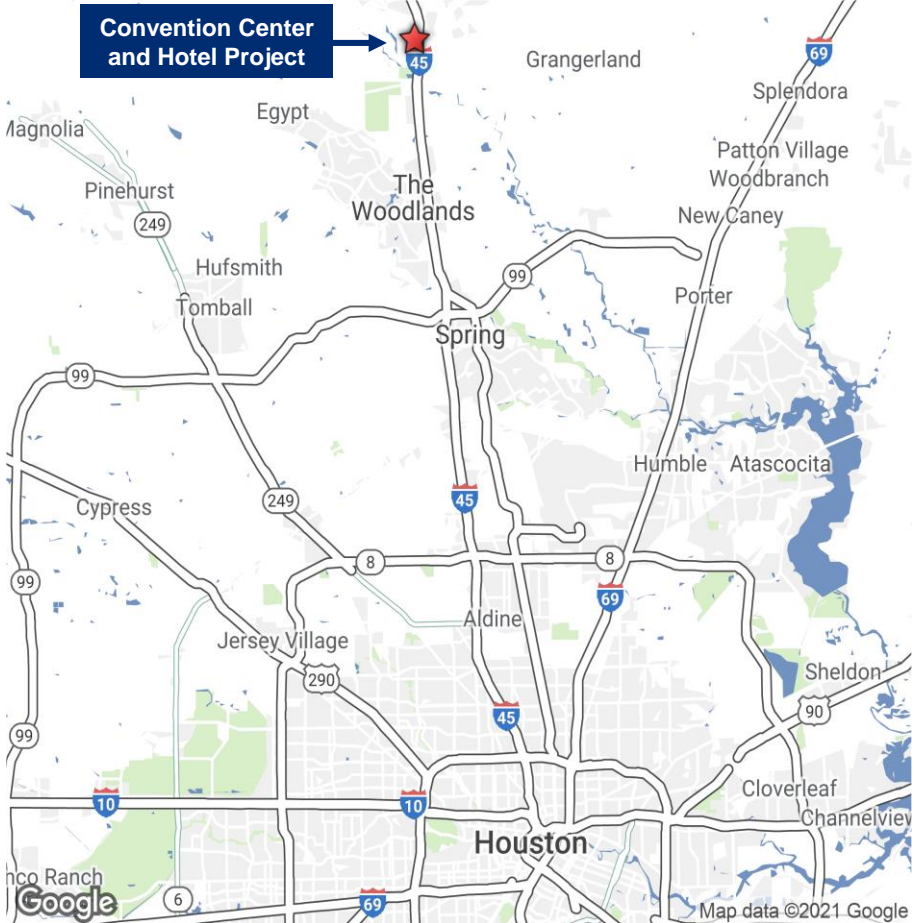 Convention Center
and Hotel Project
45
69
Grangerland
Splendora
Egypt
Magnolia
Patton Village
Woodbranch
Pinehurst
The
Woodlands
New Caney
249
Hufsmith
99
Tomball
Porter
Spring
99
Humble
Atascocita
45
249
Cypress
8
8
99
69
Aldine
Jersey Village
Sheldon
290
45
90
99
Cloverleaf
10
10
Channelview
Houston
nco Ranch
Google
6
69
Map data ©2021 Google